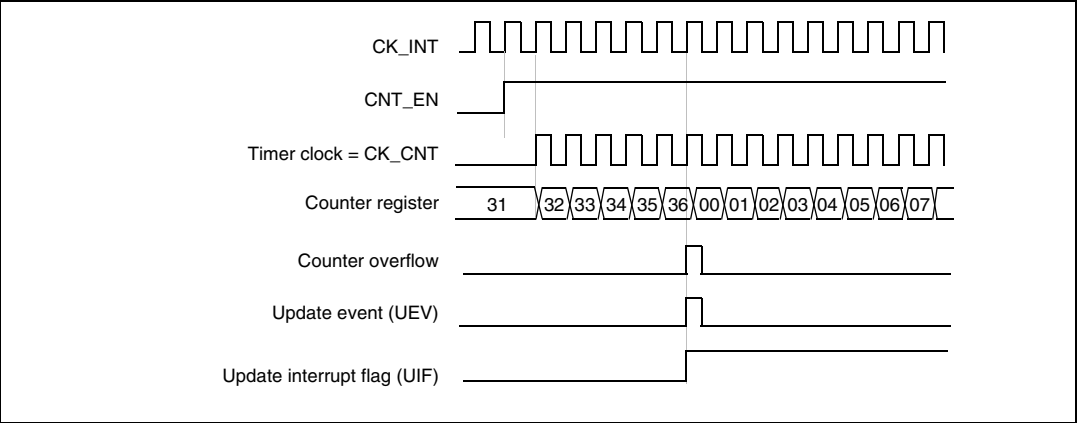 CK_INT
CNT_EN
Timer clock = CK_CNT
Counter register 31 32 33 34 35 36 00 01 02 03 04 05 06 07
Counter overflow
Update event (UEV)
Update interrupt flag (UIF)